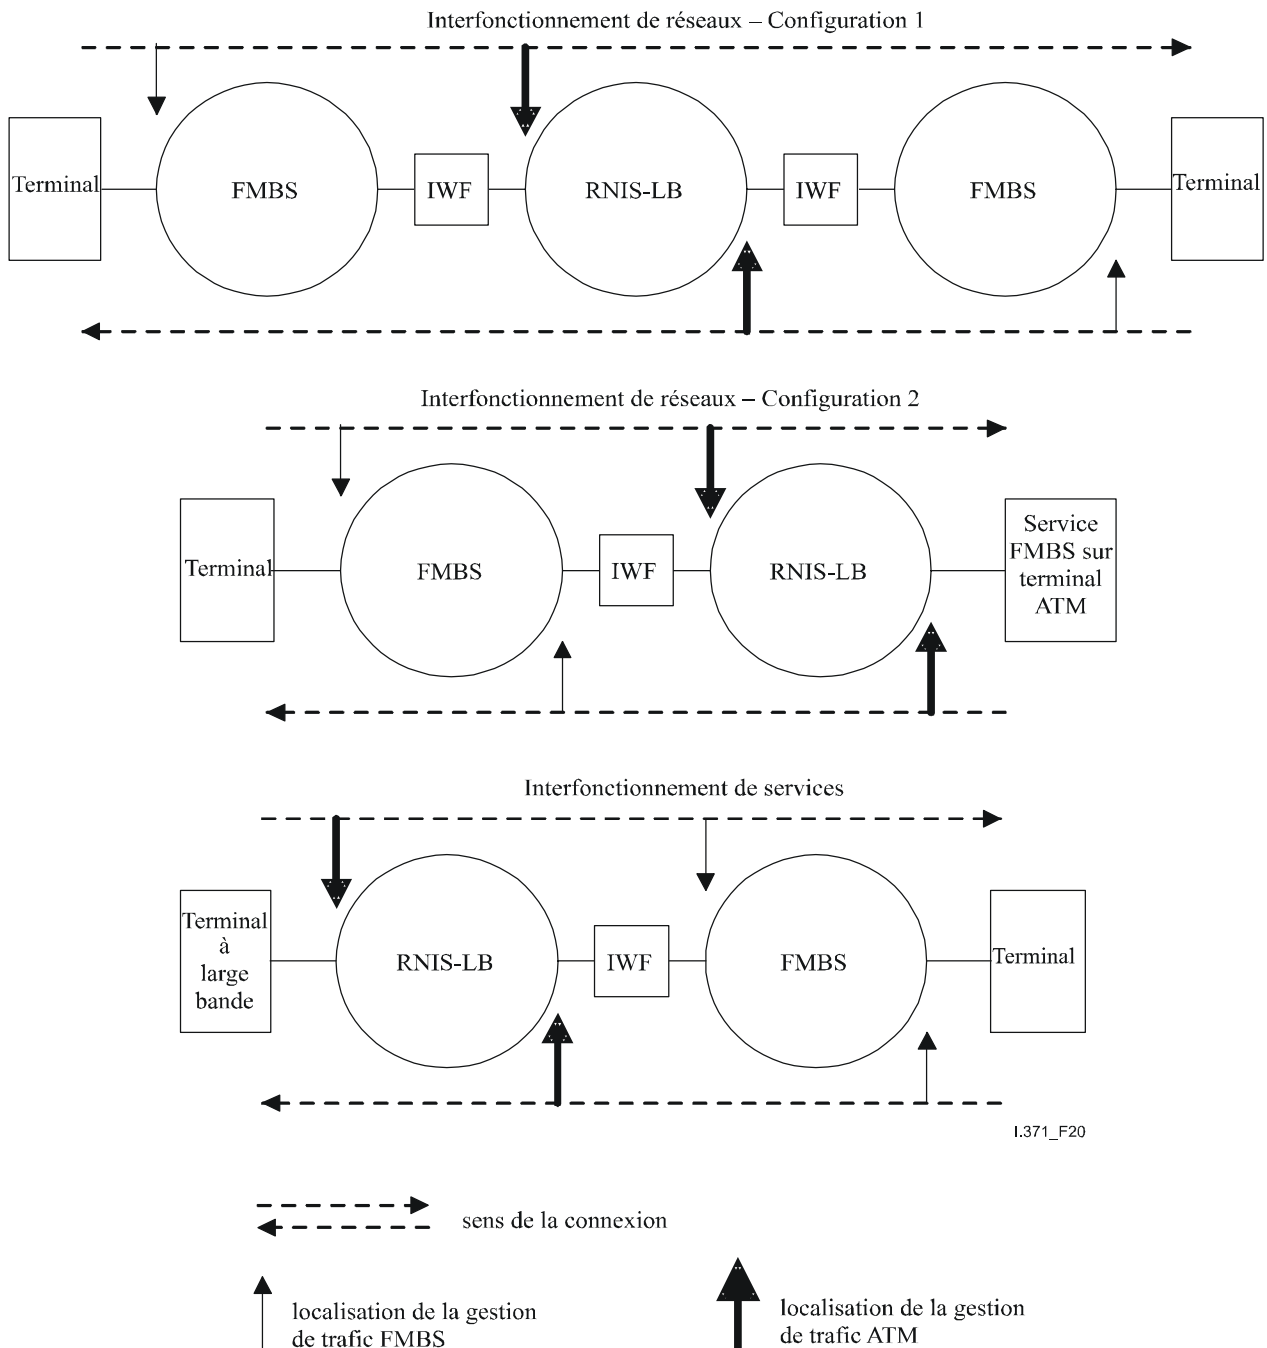 Interfonctionnement de réseaux – Configuration 1
Terminal
FMBS
IWF
RNIS-LB
IWF
FMBS
Terminal
Interfonctionnement de réseaux – Configuration 2
Terminal
FMBS
IWF
RNIS-LB
Service
FMBS sur
terminal
ATM
Interfonctionnement de services
Terminal
à
large
bande
RNIS-LB
IWF
FMBS
Terminal
I.371_F20
sens de la connexion
localisation de la gestion
de trafic FMBS
localisation de la gestion
de trafic ATM